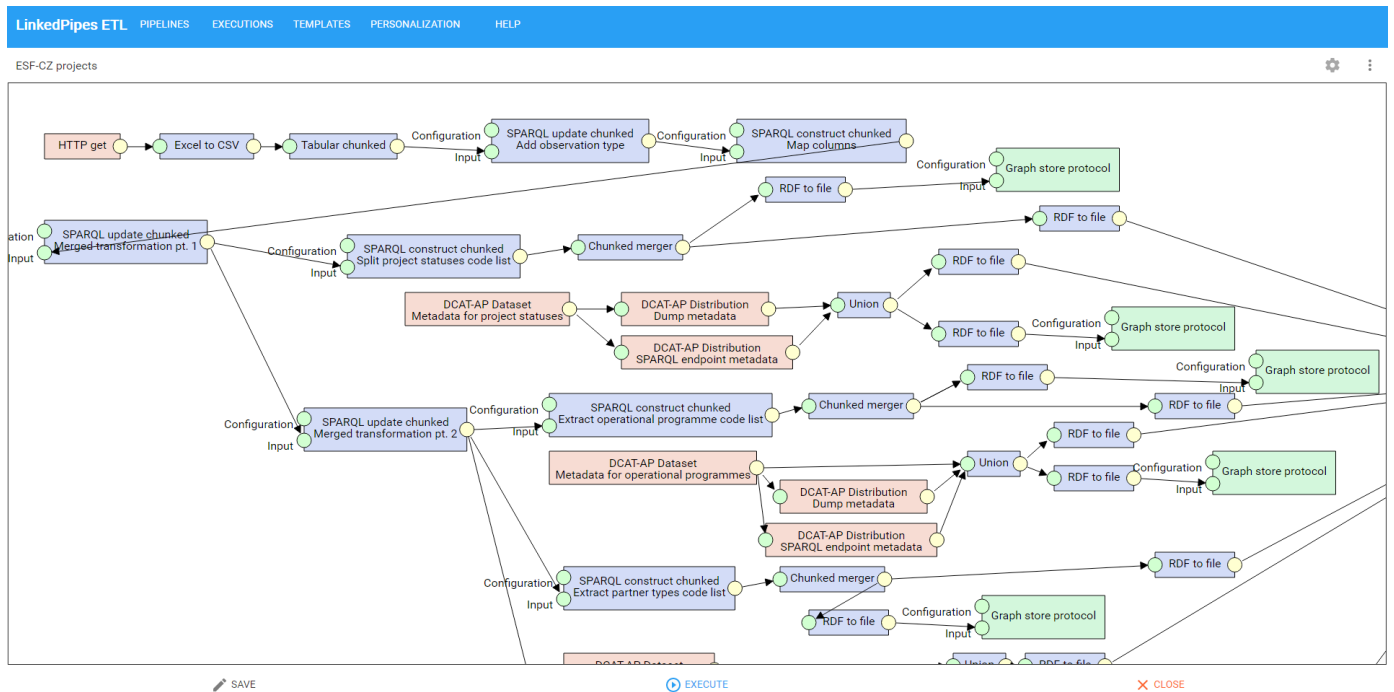 LinkedPipes ETL PIPELINES EXECUTIONS TEMPLATES PERSONALIZATION HELP
ESF-CZ projects
HTTP get
Excel to CSV
Tabular chunked
Configuration
Input
SPARQL update chunked
Add observation type
Configuration
Input
SPARQL construct chunked
Map columns
Configuration
Input
Graph store protocol
RDF to file
RDF to file
ation
Input
SPARQL update chunked
Merged transformation pt. 1
Configuration
Input
SPARQL construct chunked
Split project statuses code list
Chunked merger
RDF to file
DCAT-AP Dataset
Metadata for project statuses
DCAT-AP Distribution
Dump metadata
Union
DCAT-AP Distribution
SPARQL endpoint metadata
RDF to file
Configuration
Input
Graph store protocol
RDF to file
Configuration
Input
Graph store protocol
Configuration
Input
SPARQL update chunked
Merged transformation pt. 2
Configuration
Input
SPARQL construct chunked
Extract operational programme code list
Chunked merger
RDF to file
RDF to file
DCAT-AP Dataset
Metadata for operational programmes
Union
RDF to file
Configuration
Input
Graph store protocol
DCAT-AP Distribution
Dump metadata
DCAT-AP Distribution
SPARQL endpoint metadata
Configuration
Input
SPARQL construct chunked
Extract partner types code list
Chunked merger
RDF to file
RDF to file
Configuration
Input
Graph store protocol
DCAT-AP Dataset
Union
RDF to file
SAVE
EXECUTE
CLOSE